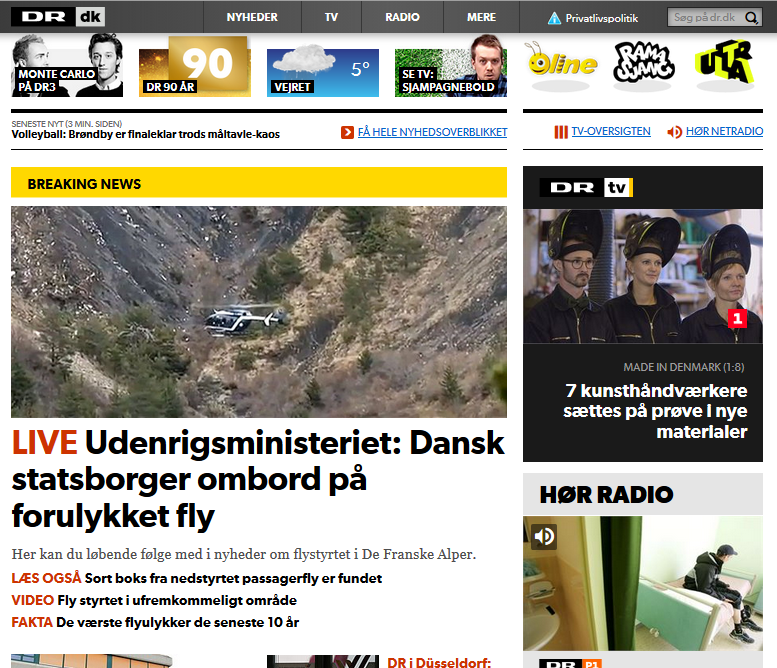 DR dk
NYHEDER
TV
RADIO
MERE
Privatlivspolitik
Søg på dr.dk
MONTE CARLO
PÅ DR3
90
DR 90 ÅR
5°
VEJRET
SE TV:
SJAMPAGNEBOLD
Oline
RAMA
SJANG
ULTRA
SENESTE NYT (3 MIN. SIDEN)
Volleyball: Brøndby er finaleklar trods måltavle-kaos
FÅ HELE NYHEDSOVERBLIKKET
TV-OVERSIGTEN
HØR NETRADIO
BREAKING NEWS
LIVE Udenrigsministeriet: Dansk
statsborger ombord på
forulykket fly
Her kan du løbende følge med i nyheder om flystyrtet i De Franske Alper.
LÆS OGSÅ Sort boks fra nedstyrtet passagerfly er fundet
VIDEO Fly styrtet i ufremkommeligt område
FAKTA De værste flyulykker de seneste 10 år
DR i Düsseldorf:
DR tv
1
MADE IN DENMARK (1:8)
7 kunsthåndværkere
sættes på prøve i nye
materialer
HØR RADIO
DR P1